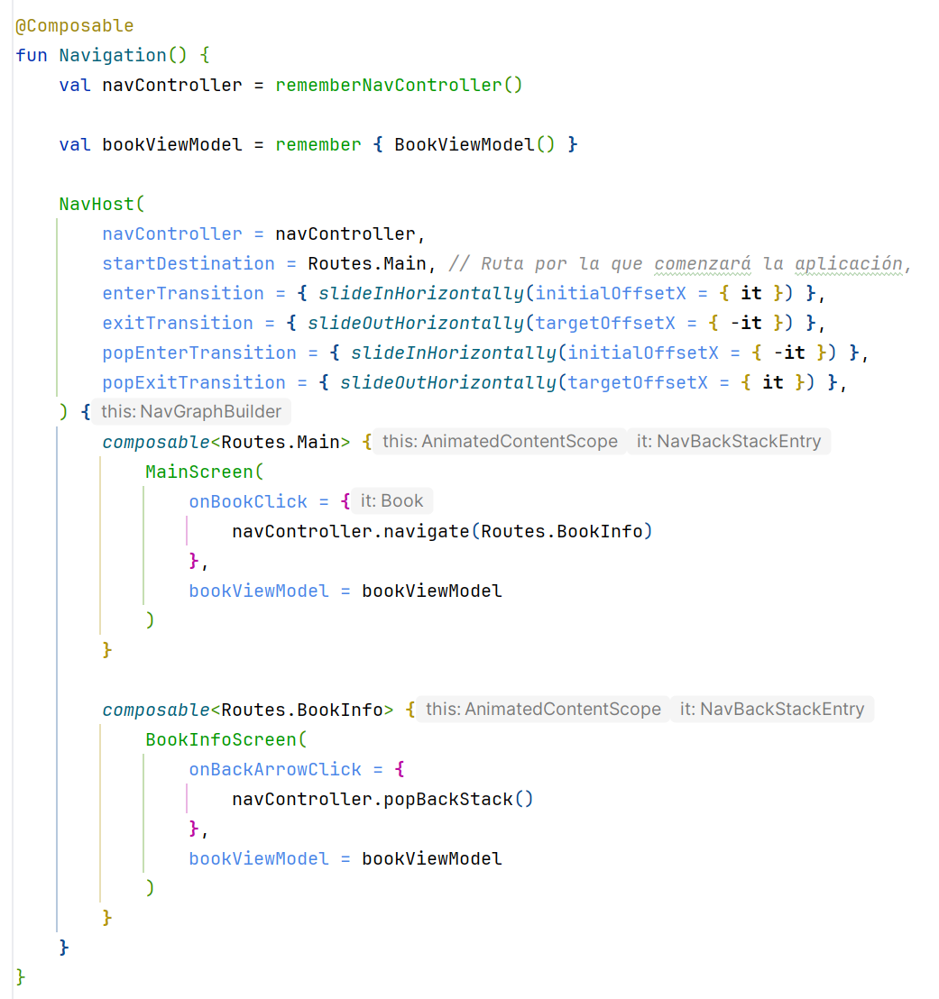 @Composable
fun Navigation() {
    val navController = rememberNavController()

    val bookViewModel = remember { BookViewModel() }

    NavHost(
        navController = navController,
        startDestination = Routes.Main, // Ruta por la que comenzará la aplicación,
        enterTransition = { slideInHorizontally(initialOffsetX = { it }) },
        exitTransition = { slideOutHorizontally(targetOffsetX = { -it }) },
        popEnterTransition = { slideInHorizontally(initialOffsetX = { -it }) },
        popExitTransition = { slideOutHorizontally(targetOffsetX = { it }) },
    ) { this: NavGraphBuilder
        composable<Routes.Main> { this: AnimatedContentScope it: NavBackStackEntry
            MainScreen(
                onBookClick = { it: Book
                    navController.navigate(Routes.BookInfo)
                },
                bookViewModel = bookViewModel
            )
        }

        composable<Routes.BookInfo> { this: AnimatedContentScope it: NavBackStackEntry
            BookInfoScreen(
                onBackArrowClick = {
                    navController.popBackStack()
                },
                bookViewModel = bookViewModel
            )
        }
    }
}